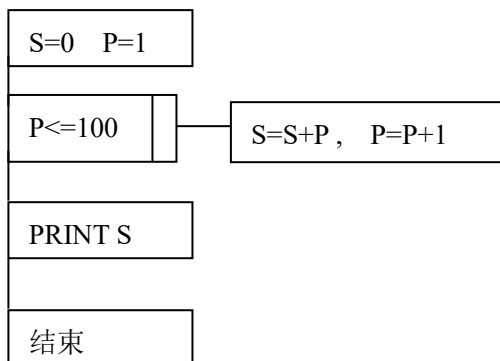 S=0 P=1
P<=100
S=S+P , P=P+1
PRINT S
结束